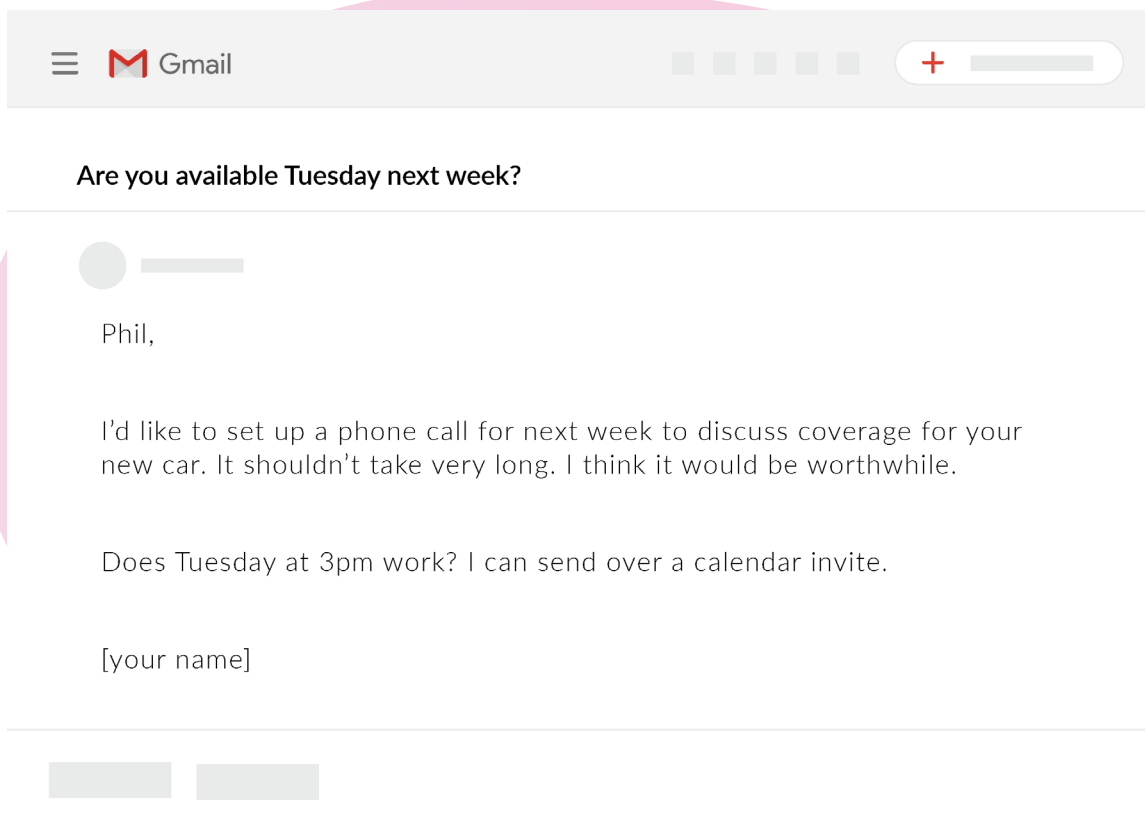 Gmail
Are you available Tuesday next week?
Phil,
I’d like to set up a phone call for next week to discuss coverage for your
new car. It shouldn’t take very long. I think it would be worthwhile.
Does Tuesday at 3pm work? I can send over a calendar invite.
[your name]